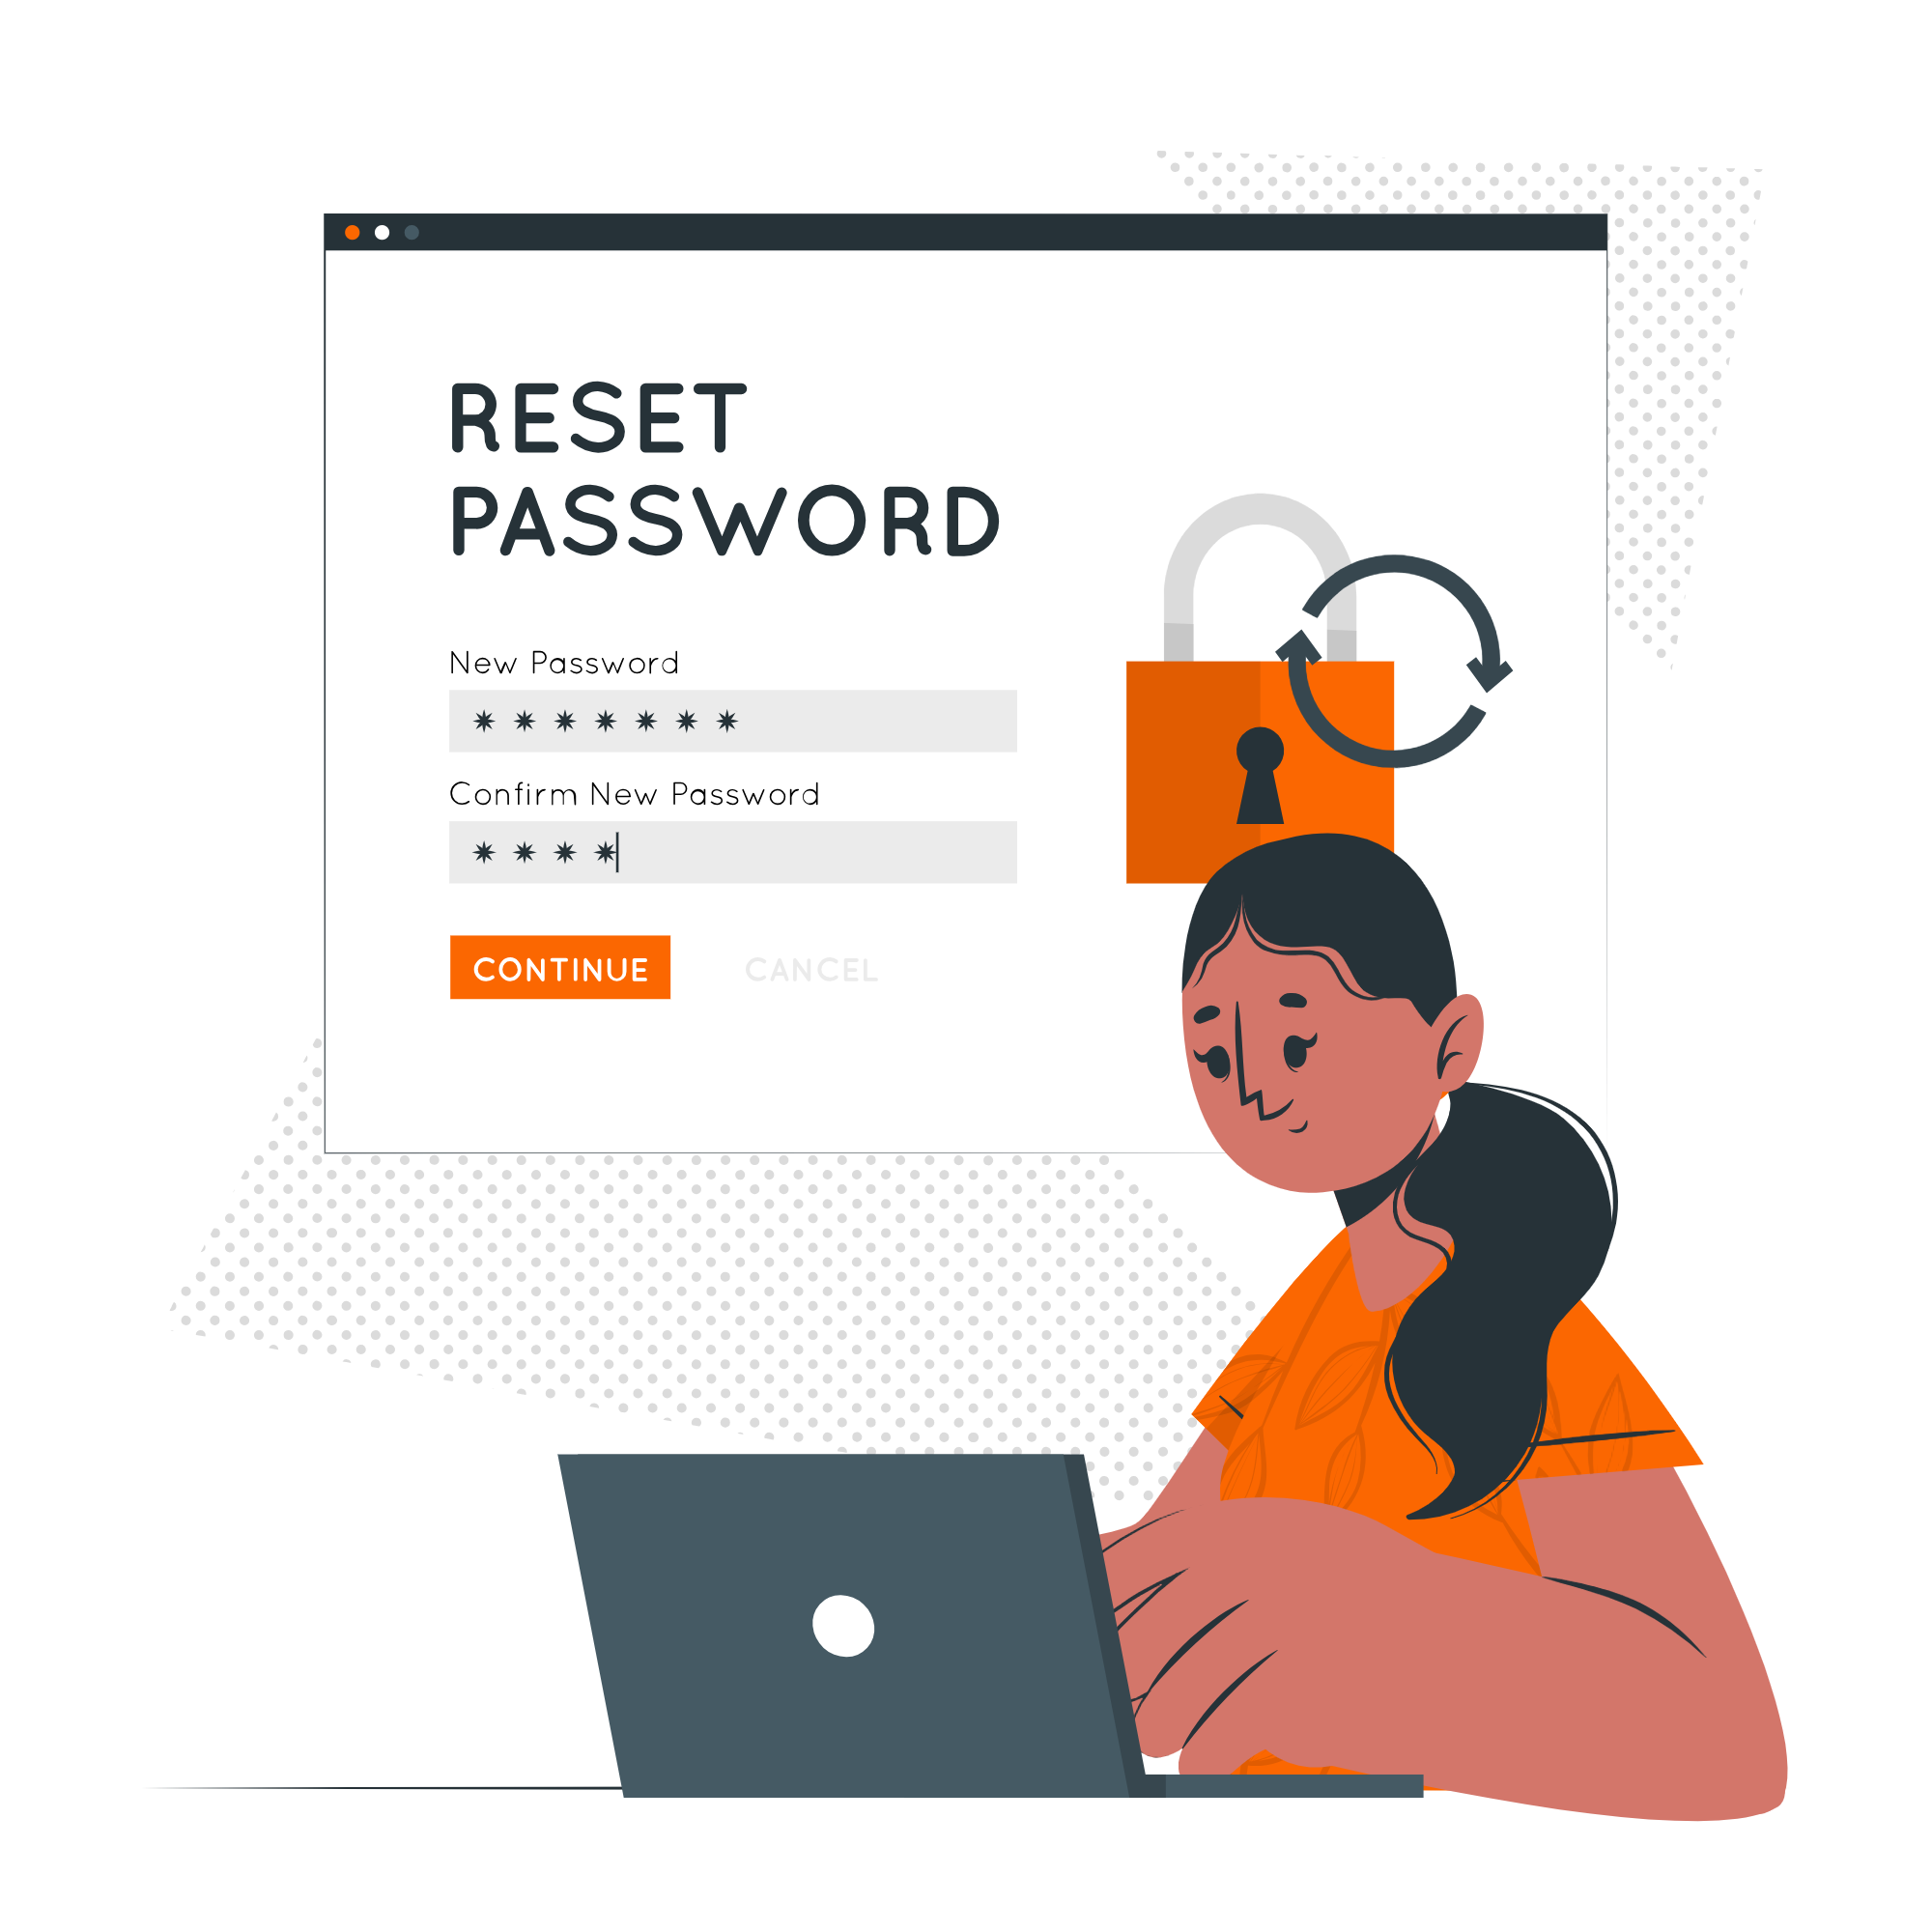 RESET
PASSWORD
New Password
*******
Confirm New Password
****
CONTINUE CANCEL